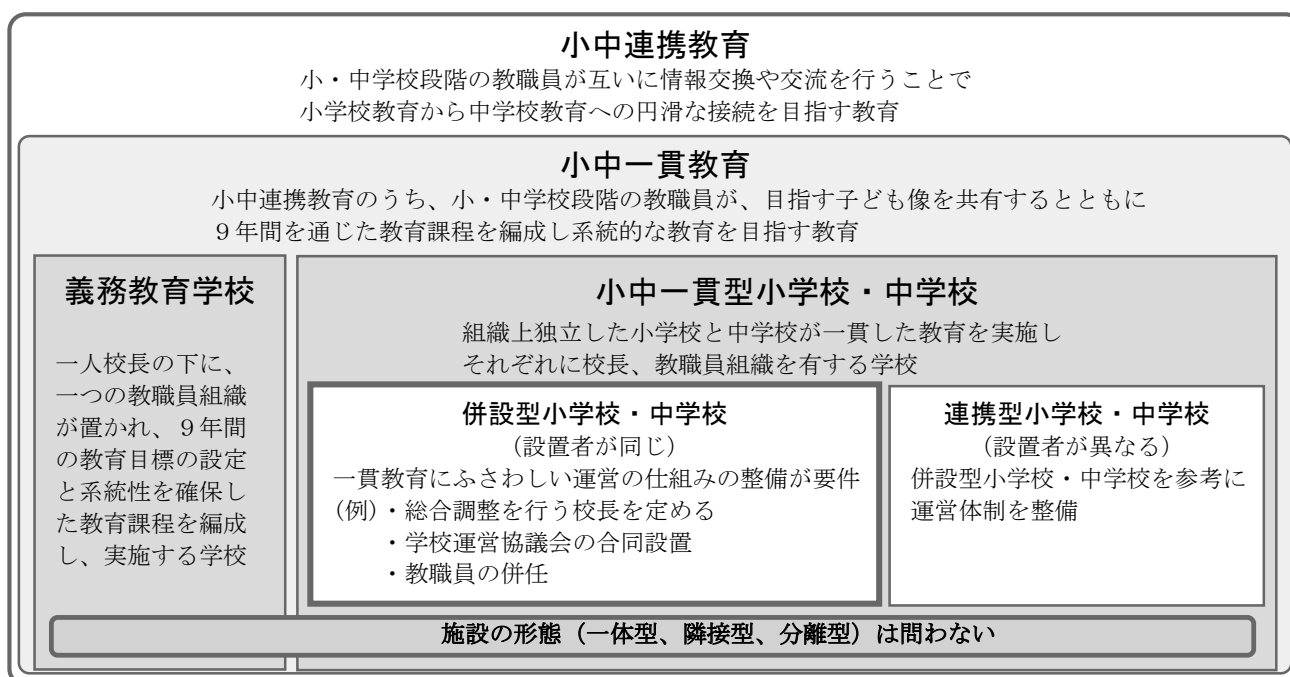 小中連携教育
小・中学校段階の教職員が互いに情報交換や交流を行うことで
小学校教育から中学校教育への円滑な接続を目指す教育
小中一貫教育
小中連携教育のうち、小・中学校段階の教職員が、目指す子ども像を共有するとともに
９年間を通じた教育課程を編成し系統的な教育を目指す教育
義務教育学校
一人校長の下に、
一つの教職員組織
が置かれ、９年間
の教育目標の設定
と系統性を確保し
た教育課程を編成
し、実施する学校
小中一貫型小学校・中学校
組織上独立した小学校と中学校が一貫した教育を実施し
それぞれに校長、教職員組織を有する学校
併設型小学校・中学校
（設置者が同じ）
一貫教育にふさわしい運営の仕組みの整備が要件
(例)・総合調整を行う校長を定める
・学校運営協議会の合同設置
・教職員の併任
連携型小学校・中学校
（設置者が異なる）
併設型小学校・中学校を参考に
運営体制を整備
施設の形態（一体型、隣接型、分離型）は問わない